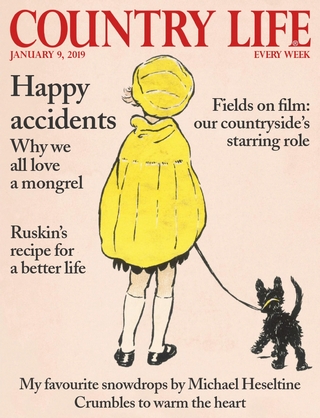 COUNTRY LIFE
JANUARY 9, 2019
EVERY WEEK
Happy
accidents
Why we
all love
a mongrel
Fields on film:
our countryside's
starring role
Ruskin's
recipe for
a better life
My favourite snowdrops by Michael Heseltine
Crumbles to warm the heart